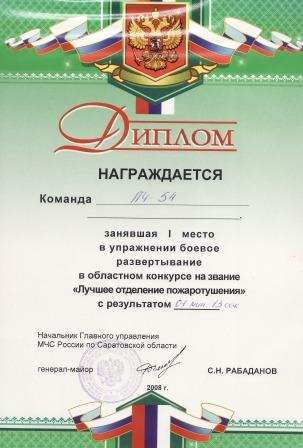 ДИПЛОМ
НАГРАЖДАЕТСЯ
Команда ПЧ-54
занявшая I место
в упражнении боевое
развертывание
в областном конкурсе на звание
«Лучшее отделение пожаротушения»
с результатом 01 мин. 13 сек
Начальник Главного управления
МЧС России по Саратовской области
генерал-майор С.Н. РАБАДАНОВ
2008 г.